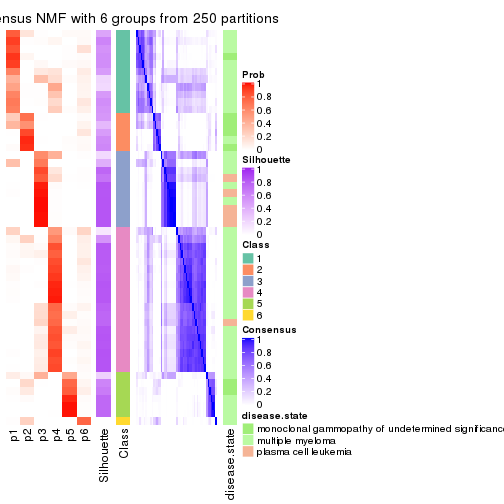 ensus NMF with 6 groups from 250 partitions
Prob
1
0.8
0.6
0.4
0.2
0
Silhouette
1
0.8
0.6
0.4
0.2
0
Class
1
2
3
4
5
6
Consensus
1
0.8
0.6
0.4
0.2
0
disease.state
monoclonal gammopathy of undetermined significance
multiple myeloma
plasma cell leukemia
p1
p2
p3
p4
p5
p6
Silhouette
Class
disease.state